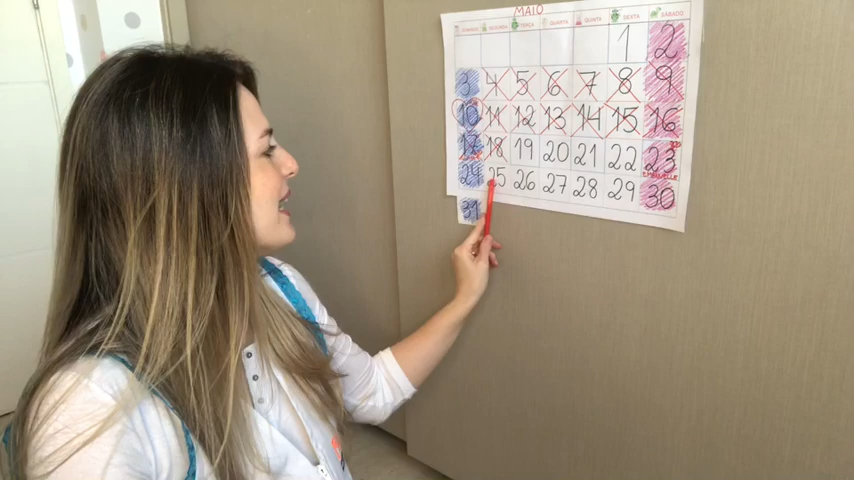 MAIO
DOMINGO SEGUNDA TERÇA QUARTA QUINTA SEXTA SÁBADO
1 2
3 4 5 6 7 8 9
10 11 12 13 14 15 16
17 18 19 20 21 22 23
24 25 26 27 28 29 30
31